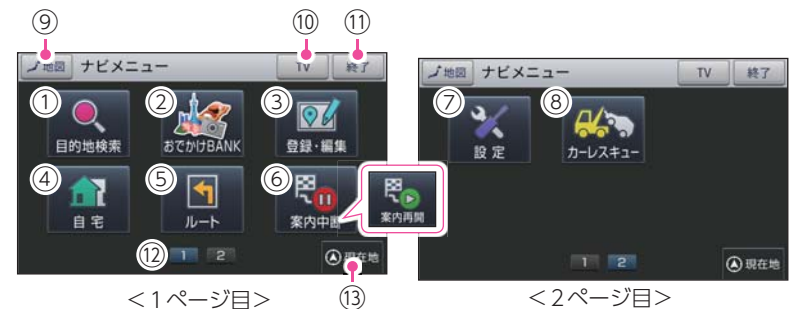 ⑨ ⑩ ⑪
地図 ナビメニュー TV 終了
地図 ナビメニュー TV 終了
① ② ③
目的地検索 おでかけBANK 登録・編集
⑦ ⑧
設定 カーレスキュー
④ ⑤ ⑥
自宅 ルート 案内中断 案内再開
⑫ 1 2 現在地
1 2 現在地
<1ページ目> ⑬ <2ページ目>